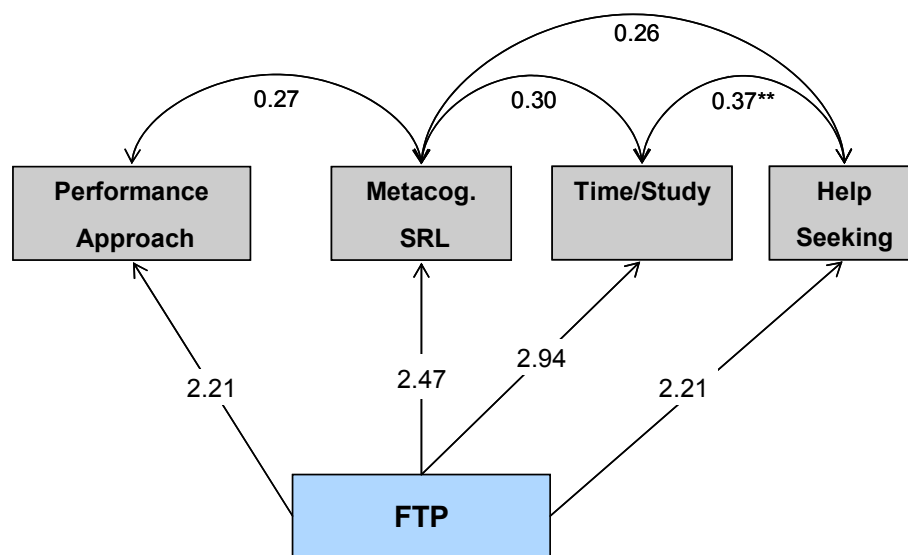 0.26
0.27
0.30
0.37**
Performance
Approach
Metacog.
SRL
Time/Study
Help
Seeking
2.21
2.47
2.94
2.21
FTP